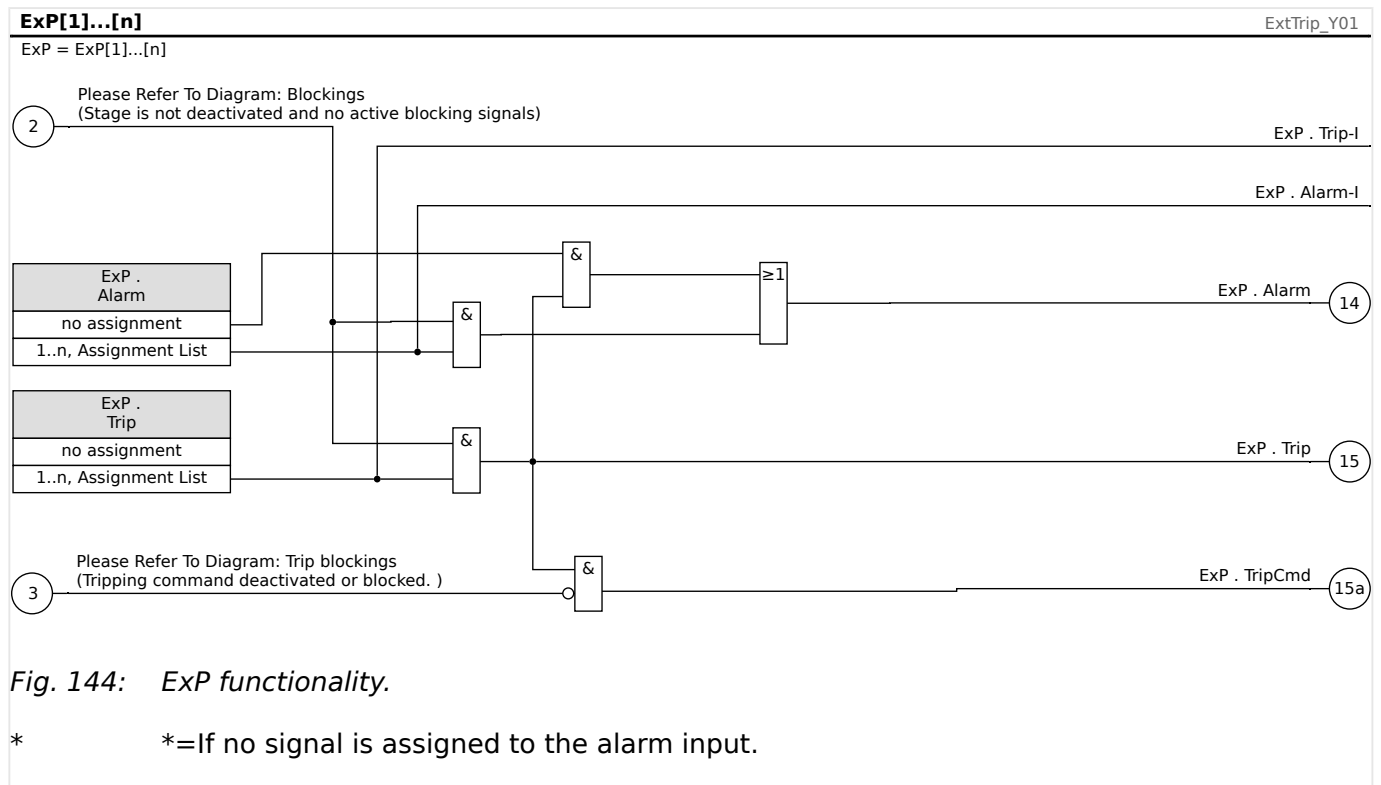 ExP[1]...[n]
ExtTrip_Y01
ExP = ExP[1]...[n]
Please Refer To Diagram: Blockings
(Stage is not deactivated and no active blocking signals)
2
ExP . Trip-I
ExP . Alarm-I
&
ExP .
Alarm
no assignment
1..n, Assignment List
&
≥1
ExP . Alarm
14
ExP .
Trip
no assignment
1..n, Assignment List
&
ExP . Trip
15
Please Refer To Diagram: Trip blockings
(Tripping command deactivated or blocked. )
3
&
ExP . TripCmd
15a
Fig. 144: ExP functionality.
* *=If no signal is assigned to the alarm input.